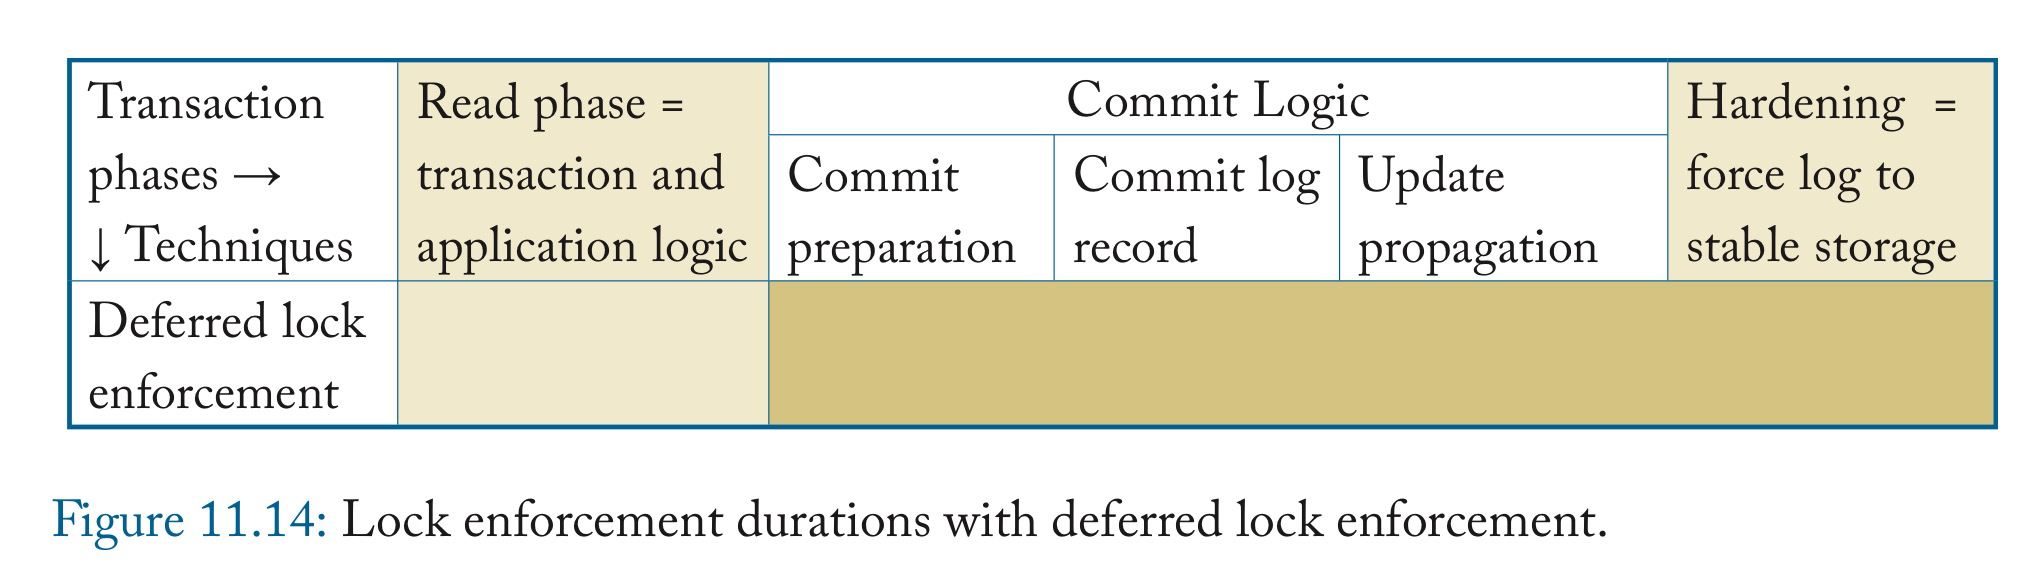 Transaction
phases →
↓ Techniques
Read phase =
transaction and
application logic
Commit Logic
Commit
preparation
Commit log
record
Update
propagation
Hardening =
force log to
stable storage
Deferred lock
enforcement
Figure 11.14: Lock enforcement durations with deferred lock enforcement.